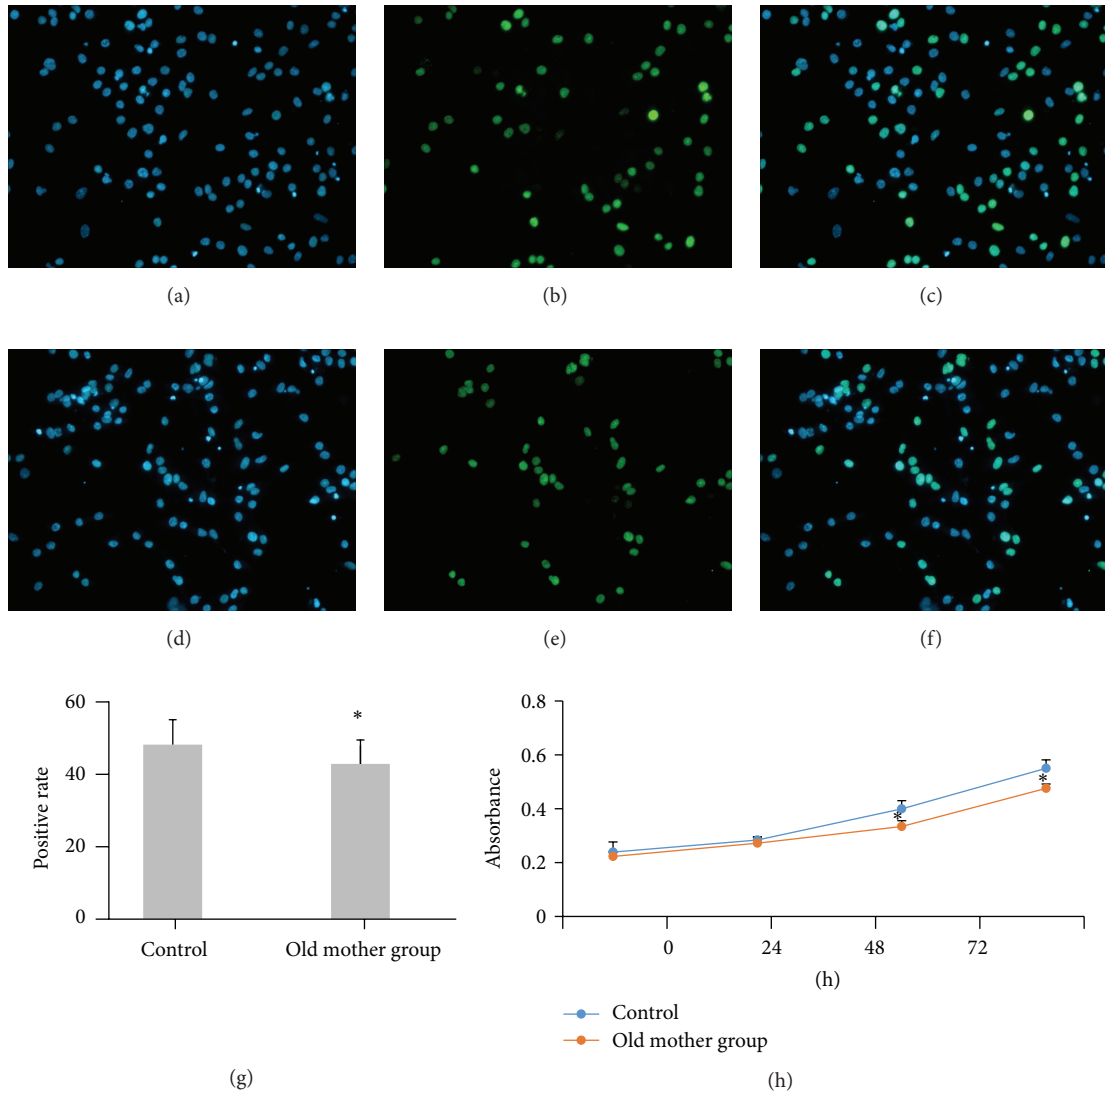 (a)
(b)
(c)
(d)
(e)
(f)
60
40
20
0
Positive rate
*
Control
Old mother group
(g)
0.8
0.6
0.4
0.2
0
Absorbance
*
*
0
24
48
72
(h)
Control
Old mother group
(h)